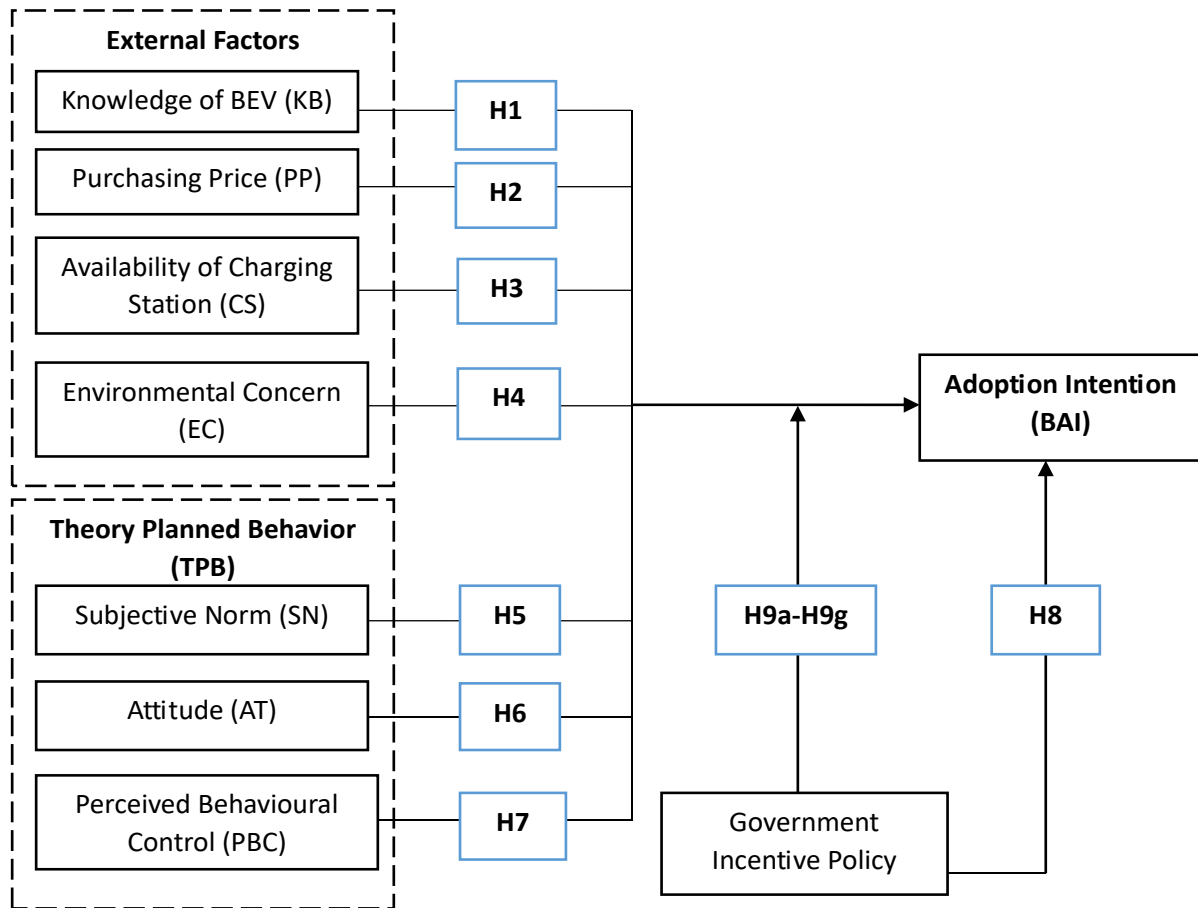 External Factors
Knowledge of BEV (KB)
H1
Purchasing Price (PP)
H2
Availability of Charging
Station (CS)
H3
Environmental Concern
(EC)
H4
Adoption Intention
(BAI)
Theory Planned Behavior
(TPB)
Subjective Norm (SN)
H5
H9a-H9g
H8
Attitude (AT)
H6
Perceived Behavioural
Control (PBC)
H7
Government
Incentive Policy